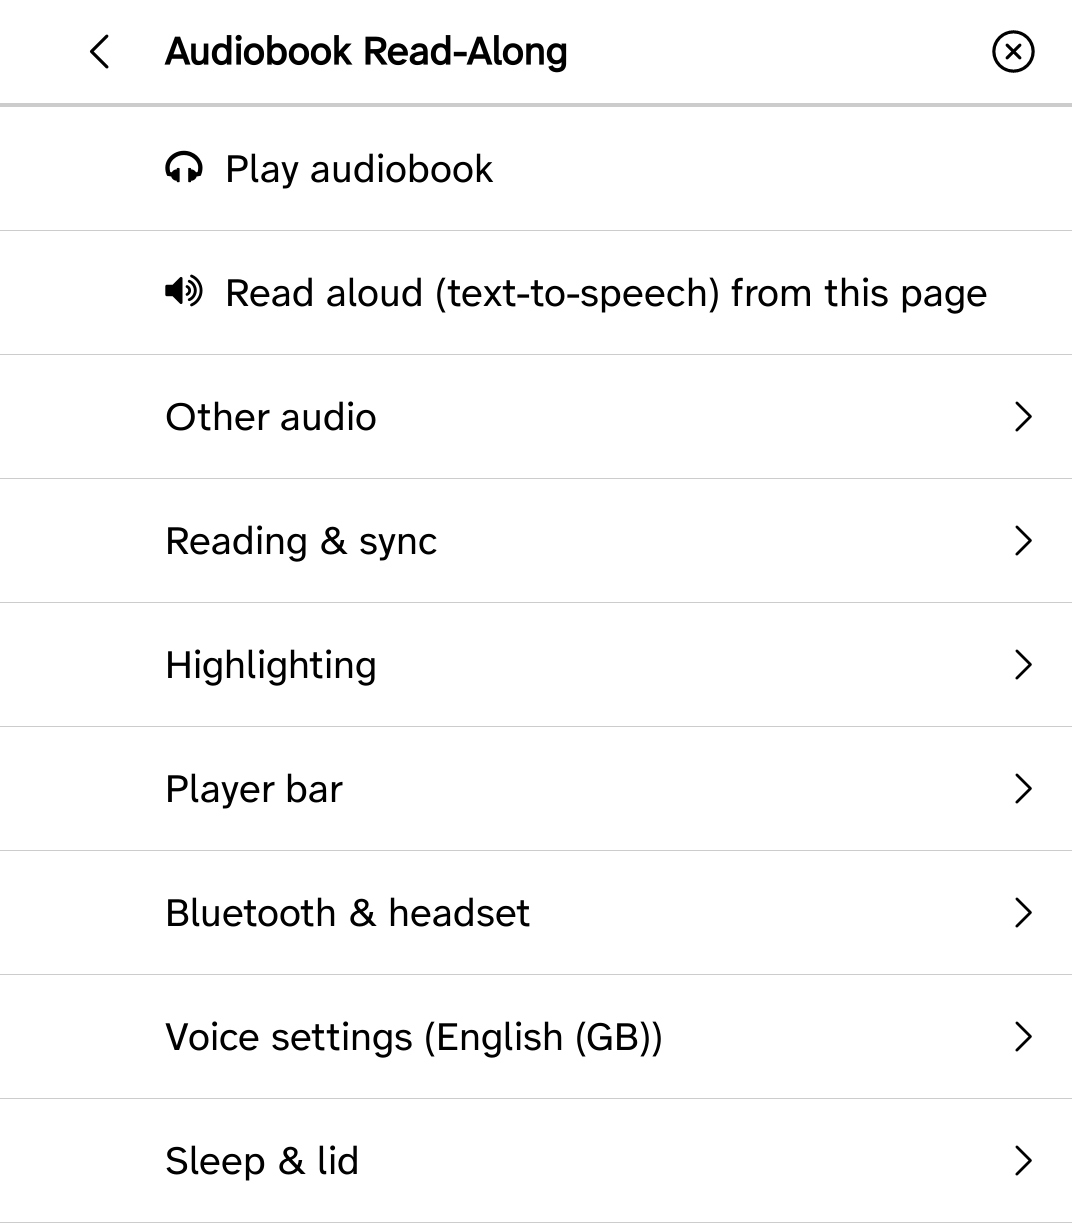 Audiobook Read-Along
Play audiobook
Read aloud (text-to-speech) from this page
Other audio
Reading & sync
Highlighting
Player bar
Bluetooth & headset
Voice settings (English (GB))
Sleep & lid